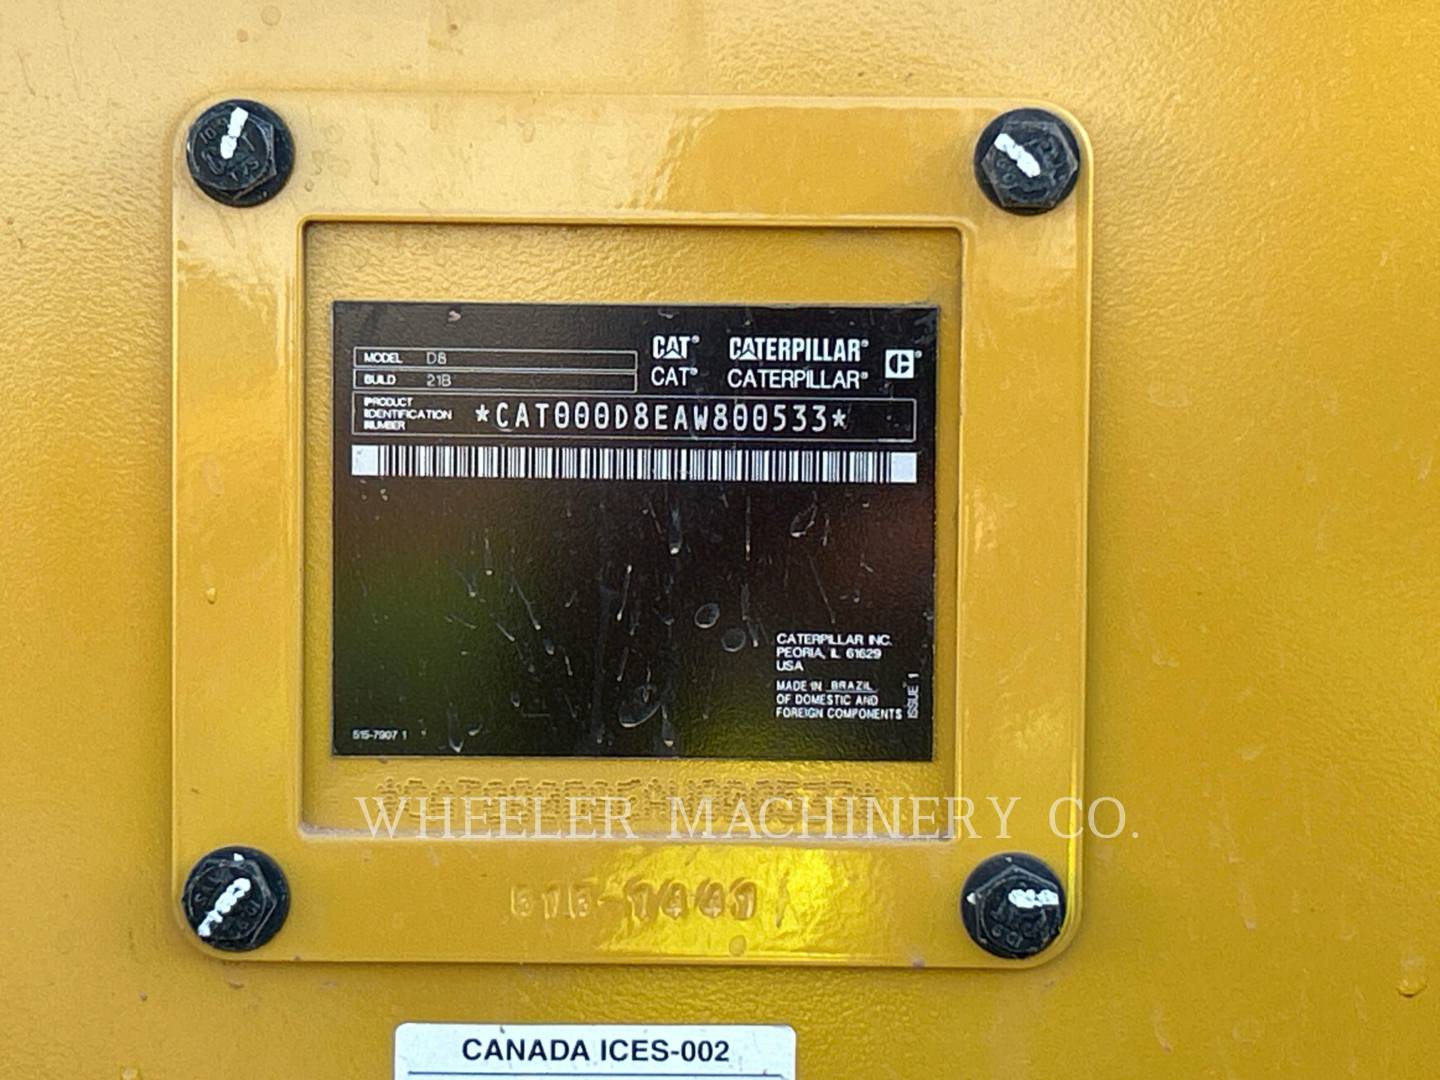 MODEL D8
BUILD 21B
CAT® CATERPILLAR®
CAT® CATERPILLAR®
PRODUCT
IDENTIFICATION
NUMBER
*CAT000D8EAW800533*
CATERPILLAR INC.
PEORIA, IL 61629
USA
MADE IN BRAZIL
OF DOMESTIC AND
FOREIGN COMPONENTS
ISSUE 1
515-7907 1
WHEELER MACHINERY CO.
CANADA ICES-002